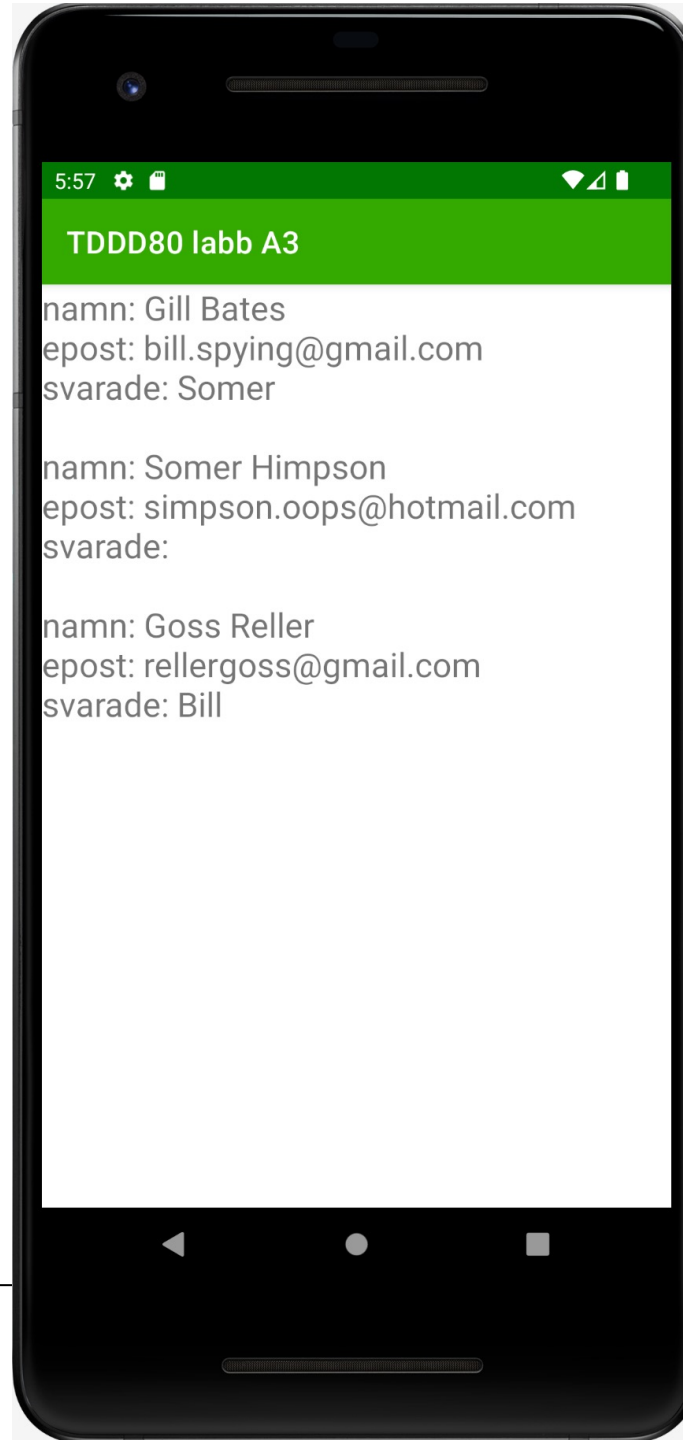 5:57
TDDD80 labb A3
namn: Gill Bates
epost: bill.spying@gmail.com
svarade: Somer
namn: Somer Himpson
epost: simpson.oops@hotmail.com
svarade:
namn: Goss Reller
epost: rellergoss@gmail.com
svarade: Bill